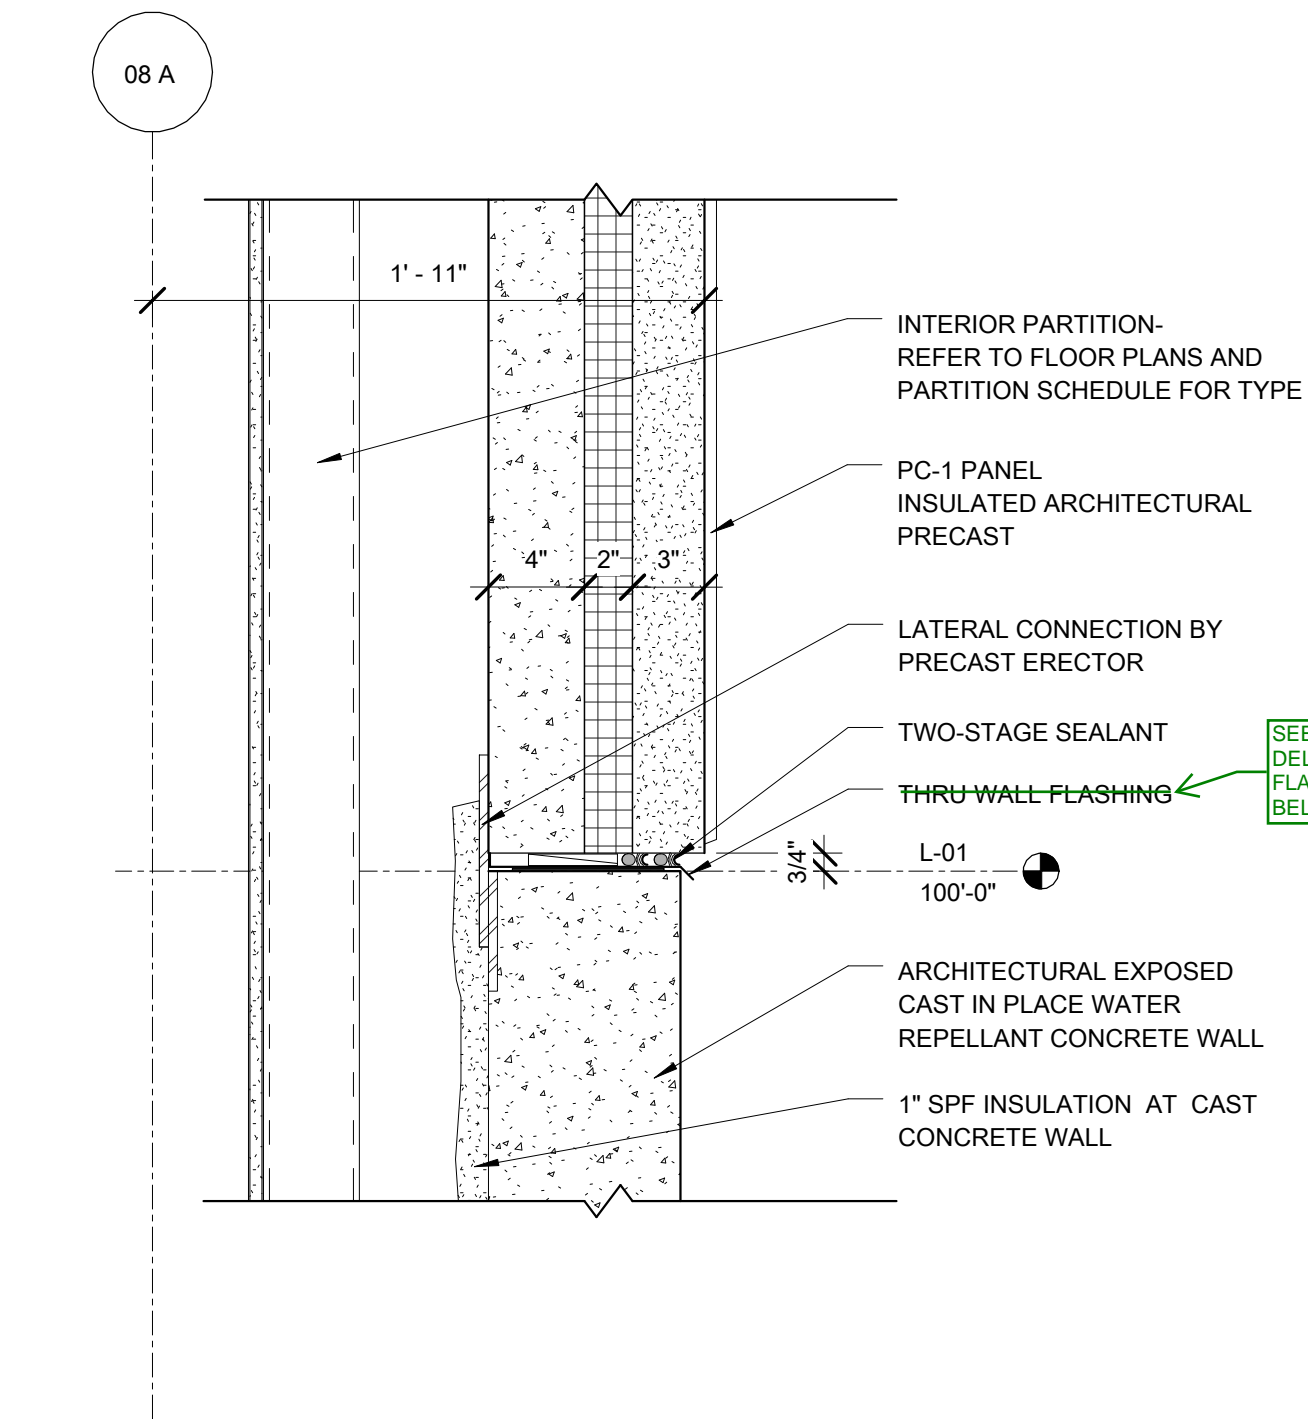 08 A
1' - 11"
INTERIOR PARTITION-
REFER TO FLOOR PLANS AND
PARTITION SCHEDULE FOR TYPE
PC-1 PANEL
INSULATED ARCHITECTURAL
PRECAST
4"
2"
3"
LATERAL CONNECTION BY
PRECAST ERECTOR
TWO-STAGE SEALANT
THRU WALL FLASHING
3/4"
L-01
100'-0"
ARCHITECTURAL EXPOSED
CAST IN PLACE WATER
REPELLANT CONCRETE WALL
1" SPF INSULATION AT CAST
CONCRETE WALL